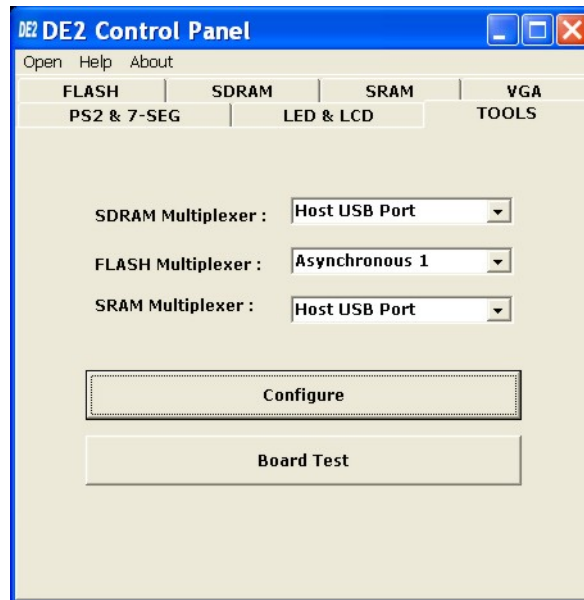 DE2 DE2 Control Panel
Open Help About
FLASH SDRAM SRAM VGA
PS2 & 7-SEG LED & LCD TOOLS
SDRAM Multiplexer : Host USB Port
FLASH Multiplexer : Asynchronous 1
SRAM Multiplexer : Host USB Port
Configure
Board Test